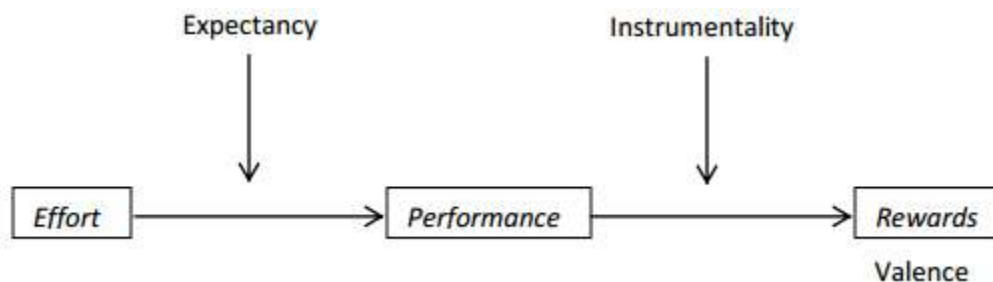 Expectancy
Instrumentality
Effort
Performance
Rewards
Valence